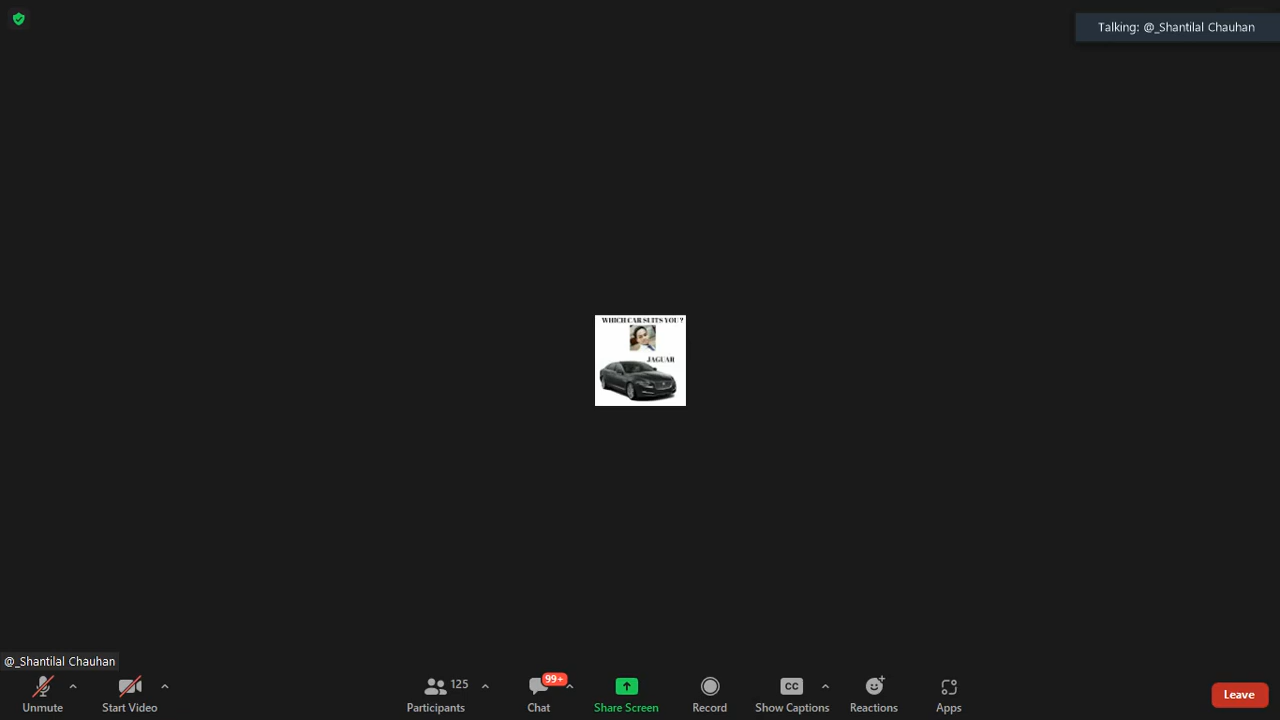 Talking: @_Shantilal Chauhan
WHICH CAR SUITS YOU ?
JAGUAR
@_Shantilal Chauhan
125
99+
CC
Unmute
Start Video
Participants
Chat
Share Screen
Record
Show Captions
Reactions
Apps
Leave